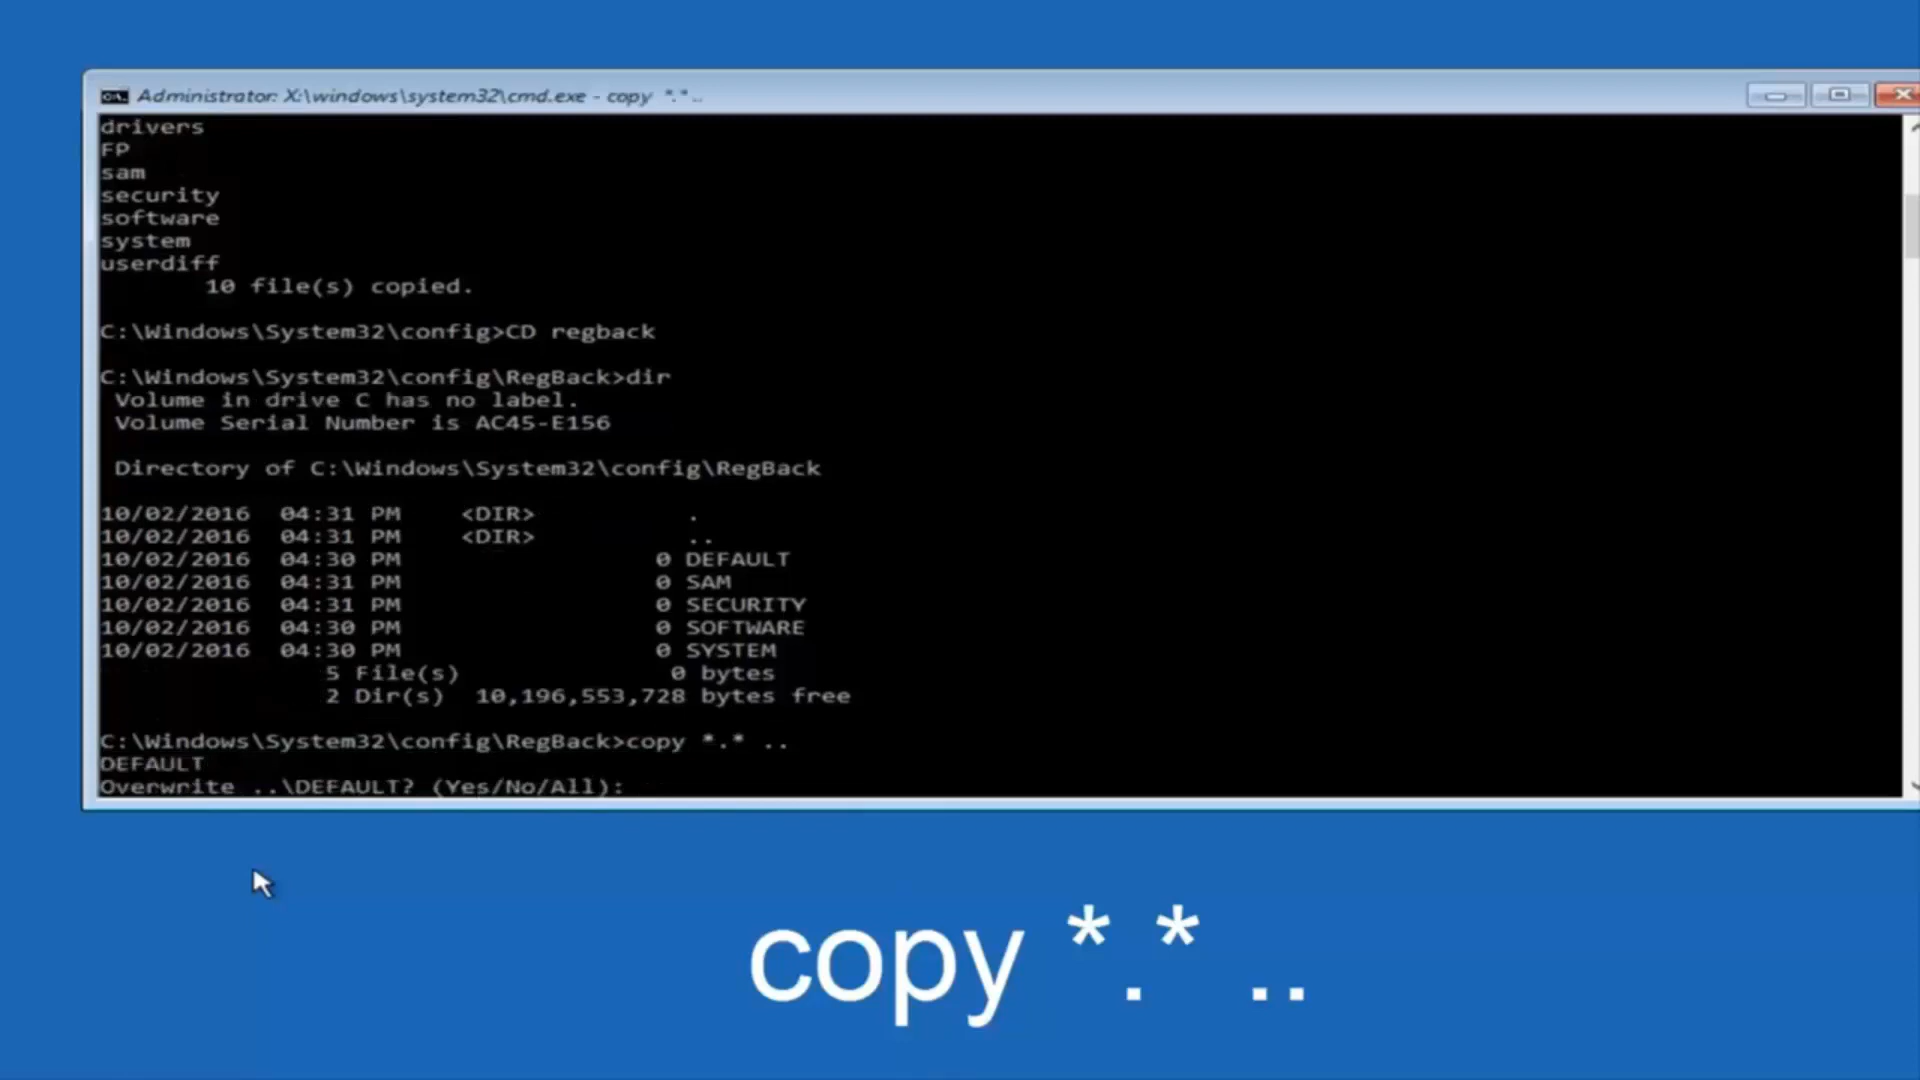 Administrator: X:\windows\system32\cmd.exe - copy *.* ..
drivers
FP
sam
security
software
system
userdiff
10 file(s) copied.
C:\Windows\System32\config>CD regback
C:\Windows\System32\config\RegBack>dir
Volume in drive C has no label.
Volume Serial Number is AC45-E156
Directory of C:\Windows\System32\config\RegBack
10/02/2016 04:31 PM <DIR> .
10/02/2016 04:31 PM <DIR> ..
10/02/2016 04:30 PM 0 DEFAULT
10/02/2016 04:31 PM 0 SAM
10/02/2016 04:31 PM 0 SECURITY
10/02/2016 04:30 PM 0 SOFTWARE
10/02/2016 04:30 PM 0 SYSTEM
5 File(s) 0 bytes
2 Dir(s) 10,196,553,728 bytes free
C:\Windows\System32\config\RegBack>copy *.* ..
DEFAULT
Overwrite ..\DEFAULT? (Yes/No/All):
copy *.* ..